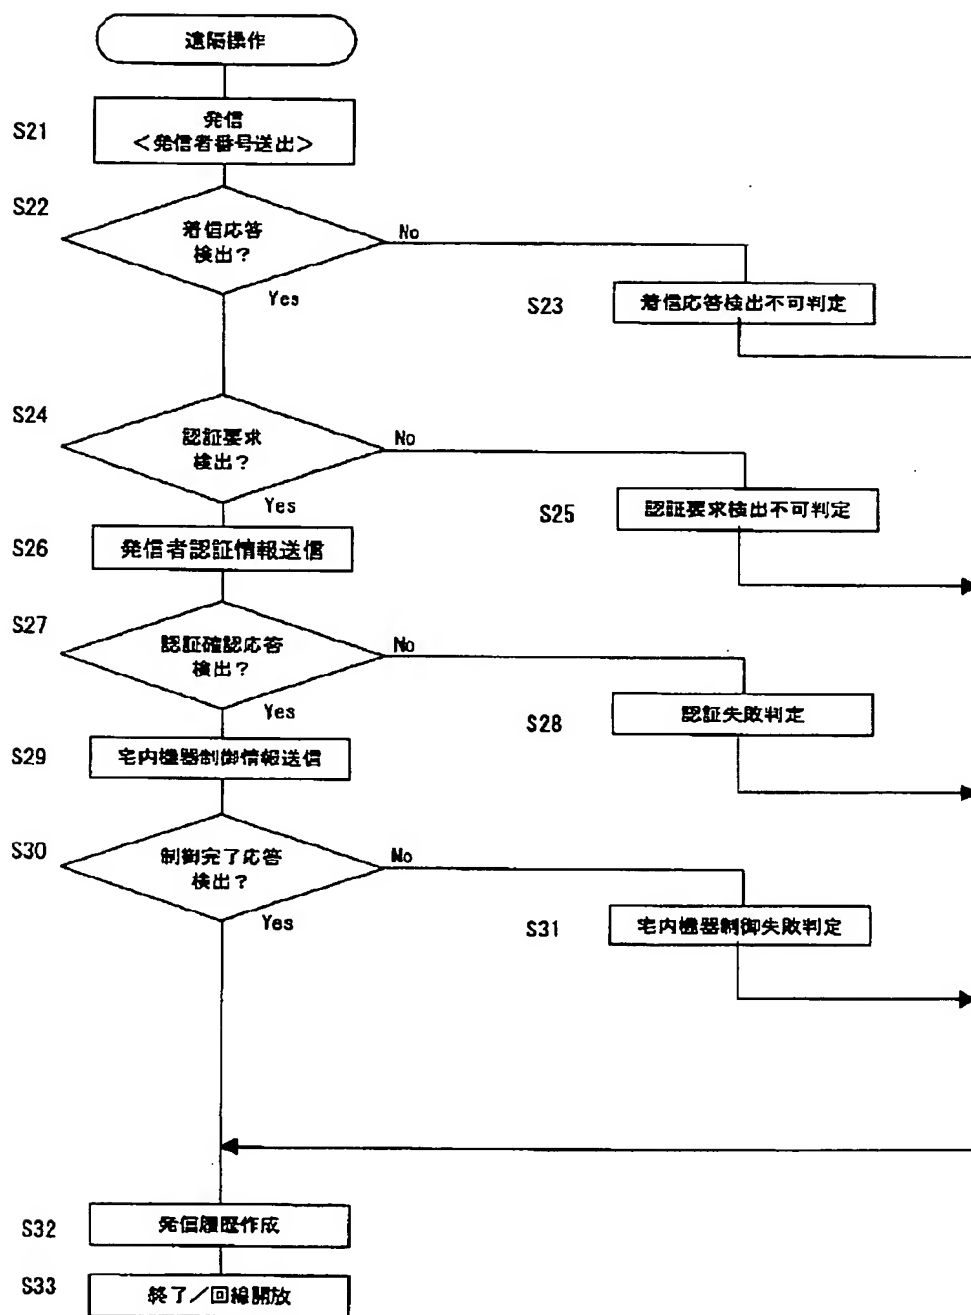 遠隔操作
S21
発信
＜発信者番号送出＞
S22
着信応答
検出？
No
Yes
S23
着信応答検出不可判定
S24
認証要求
検出？
No
Yes
S25
認証要求検出不可判定
S26
発信者認証情報送信
S27
認証確認応答
検出？
No
Yes
S28
認証失敗判定
S29
宅内機器制御情報送信
S30
制御完了応答
検出？
No
Yes
S31
宅内機器制御失敗判定
S32
発信履歴作成
S33
終了／回線開放